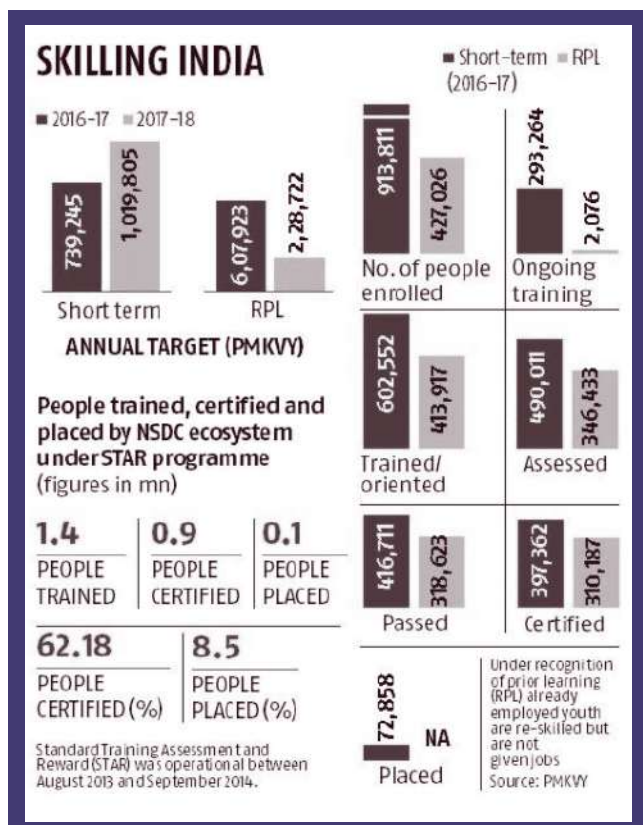 SKILLING INDIA
2016-17 2017-18
739,245
1,019,805
6,07,923
2,28,722
Short term RPL
ANNUAL TARGET (PMKVY)
People trained, certified and
placed by NSDC ecosystem
under STAR programme
(figures in mn)
1.4 0.9 0.1
PEOPLE PEOPLE PEOPLE
TRAINED CERTIFIED PLACED
62.18 8.5
PEOPLE PEOPLE
CERTIFIED (%) PLACED (%)
Standard Training Assessment and
Reward (STAR) was operational between
August 2013 and September 2014.
Short-term RPL
(2016-17)
913,811
427,026
No. of people
enrolled
293,264
2,076
Ongoing
training
602,552
413,917
Trained/
oriented
490,011
346,433
Assessed
416,711
318,623
Passed
397,362
310,187
Certified
72,858
NA
Placed
Under recognition
of prior learning
(RPL) already
employed youth
are re-skilled but
are not
given jobs
Source: PMKVY